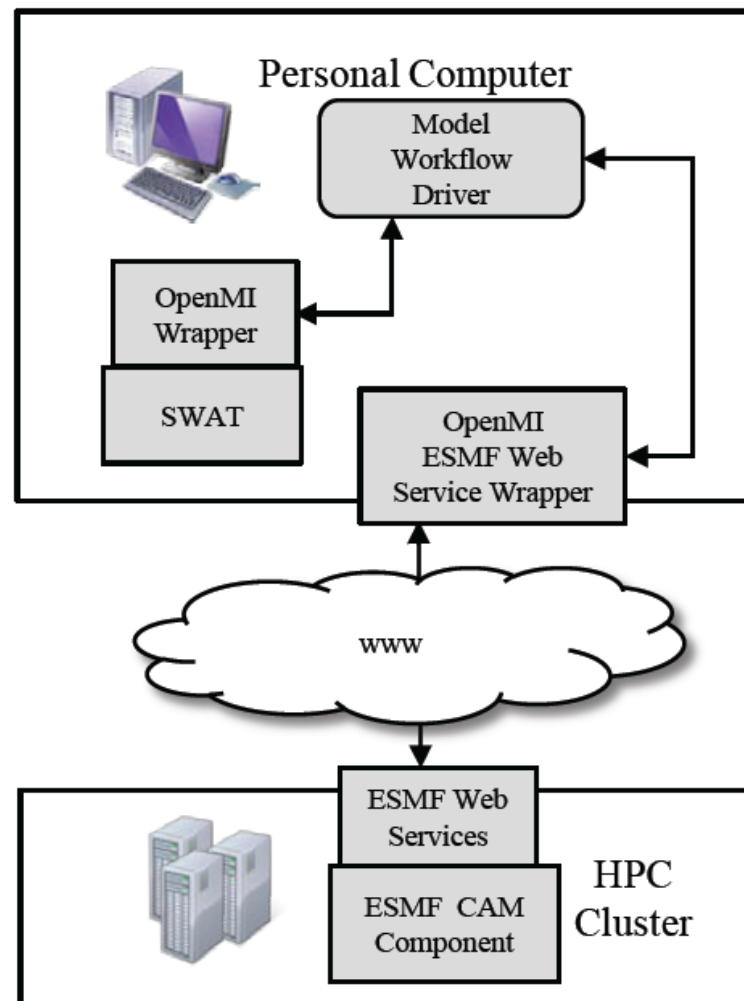 Personal Computer
Model
Workflow
Driver
OpenMI
Wrapper
SWAT
OpenMI
ESMF Web
Service Wrapper
www
ESMF Web
Services
ESMF CAM
Component
HPC
Cluster